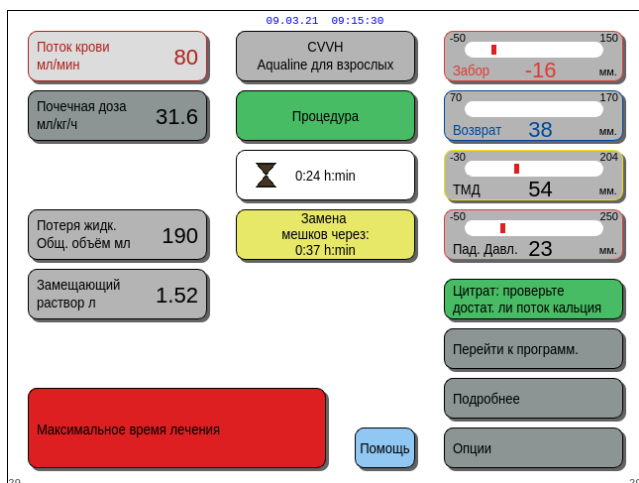 09.03.21 09:15:30
Поток крови
мл/мин
80
CVVH
Aqualine для взрослых
-50
150
Забор
-16
мм.
Почечная доза
мл/кг/ч
31.6
Процедура
70
170
Возврат
38
мм.
0:24 h:min
-30
204
ТМД
54
мм.
Потеря жидк.
Общ. объём мл
190
Замена
мешков через:
0:37 h:min
-50
250
Пад. Давл.
23
мм.
Замещающий
раствор л
1.52
Цитрат: проверьте
достат. ли поток кальция
Перейти к программ.
Подробнее
Максимальное время лечения
Помощь
Опции